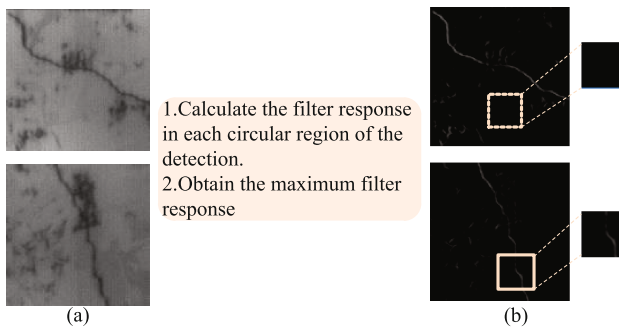 1.Calculate the filter response
in each circular region of the
detection.
2.Obtain the maximum filter
response
(a)
(b)